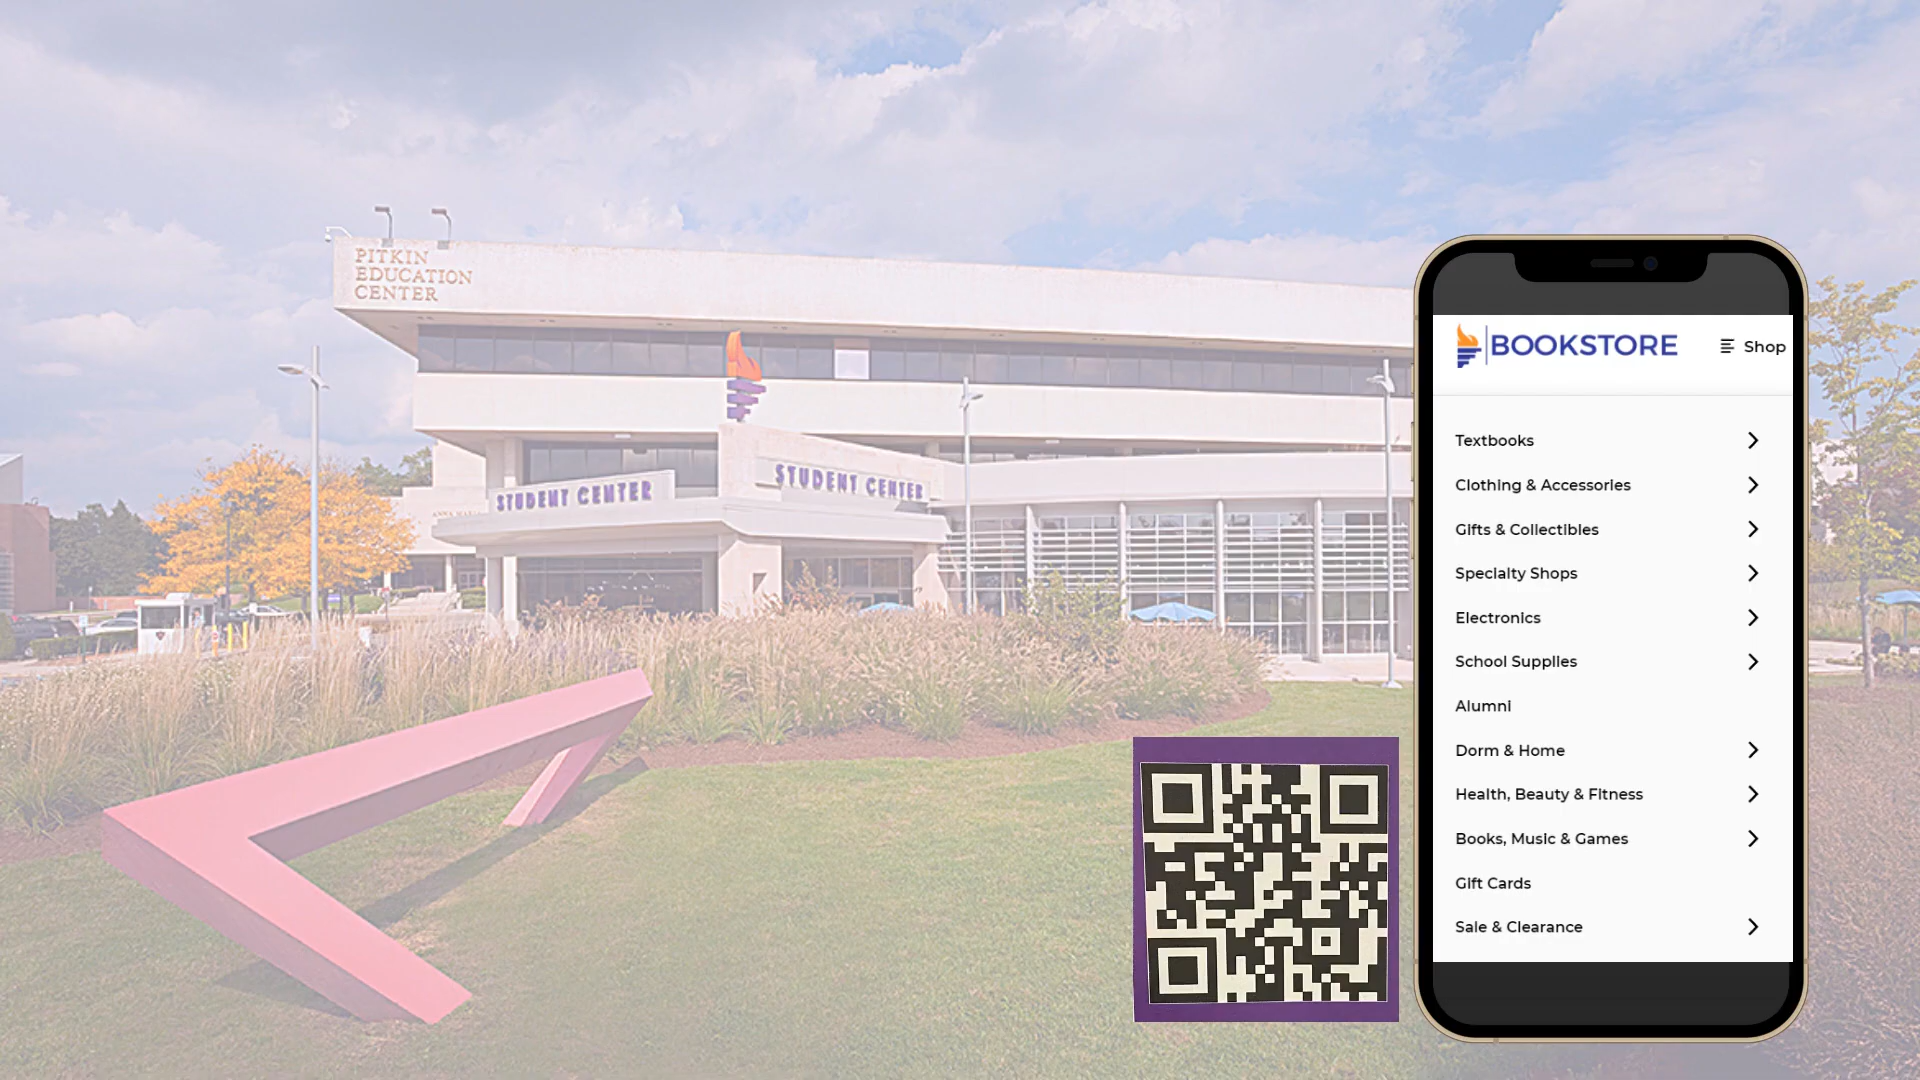 PITKIN
EDUCATION
CENTER
STUDENT CENTER
STUDENT CENTER
BOOKSTORE
Shop
Textbooks
Clothing & Accessories
Gifts & Collectibles
Specialty Shops
Electronics
School Supplies
Alumni
Dorm & Home
Health, Beauty & Fitness
Books, Music & Games
Gift Cards
Sale & Clearance